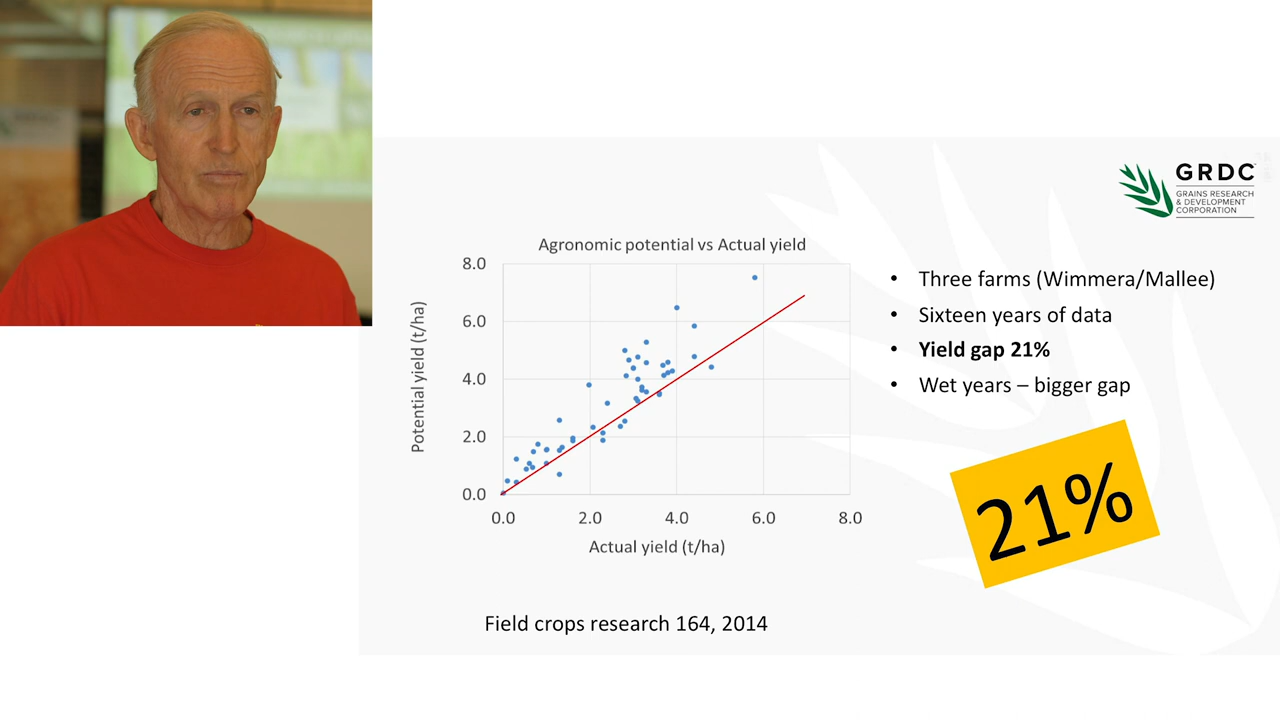 GRDC
GRAINS RESEARCH
& DEVELOPMENT
CORPORATION
Agronomic potential vs Actual yield
8.0
6.0
4.0
2.0
0.0
Potential yield (t/ha)
0.0 2.0 4.0 6.0 8.0
Actual yield (t/ha)
• Three farms (Wimmera/Mallee)
• Sixteen years of data
• Yield gap 21%
• Wet years – bigger gap
21%
Field crops research 164, 2014